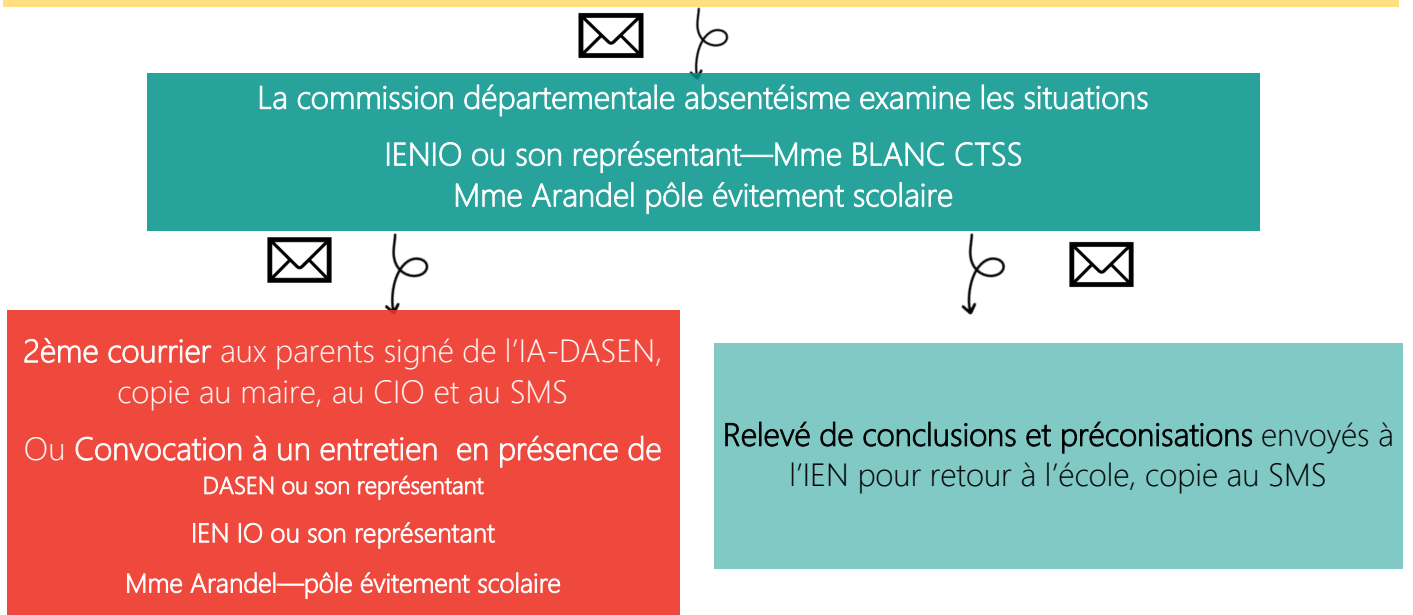 La commission départementale absentéisme examine les situations
IENIO ou son représentant—Mme BLANC CTSS
Mme Arandel pôle évitement scolaire
2ème courrier aux parents signé de l’IA-DASEN,
copie au maire, au CIO et au SMS
Ou Convocation à un entretien en présence de
DASEN ou son représentant
IEN IO ou son représentant
Mme Arandel—pôle évitement scolaire
Relevé de conclusions et préconisations envoyés à
l’IEN pour retour à l’école, copie au SMS